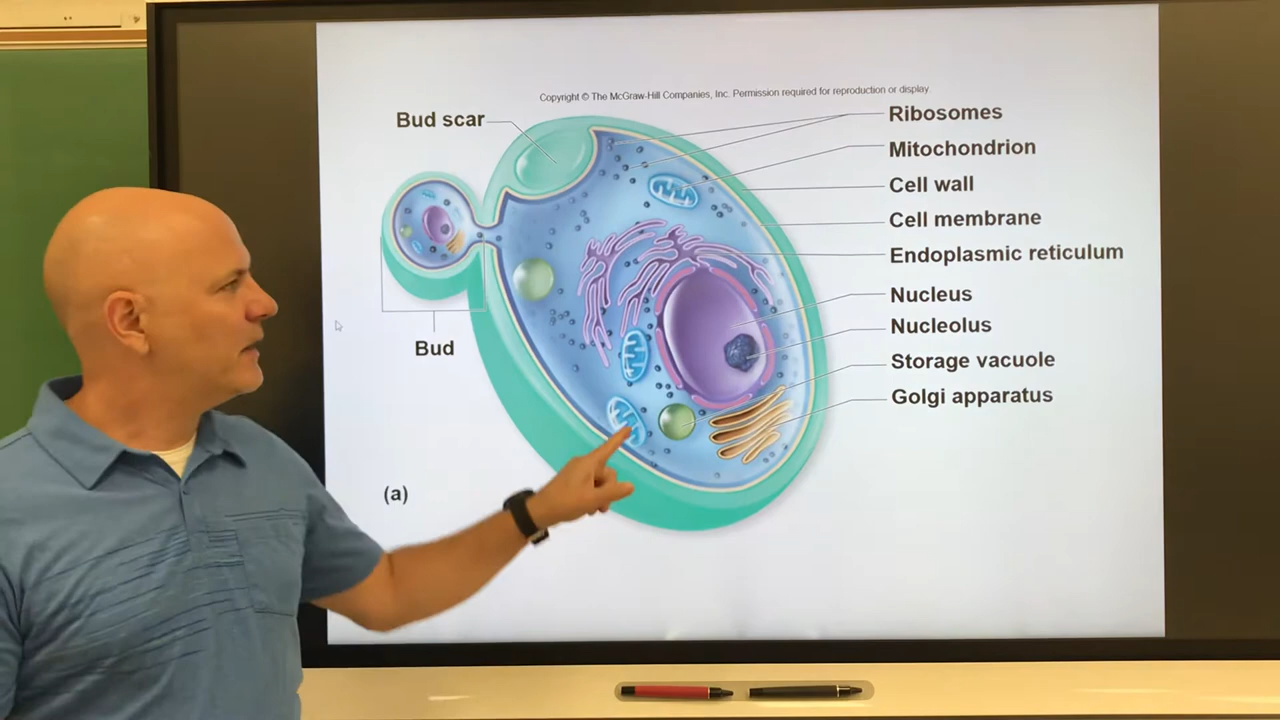 Copyright © The McGraw-Hill Companies, Inc. Permission required for reproduction or display.
Bud scar
Ribosomes
Mitochondrion
Cell wall
Cell membrane
Endoplasmic reticulum
Nucleus
Nucleolus
Storage vacuole
Golgi apparatus
Bud
(a)